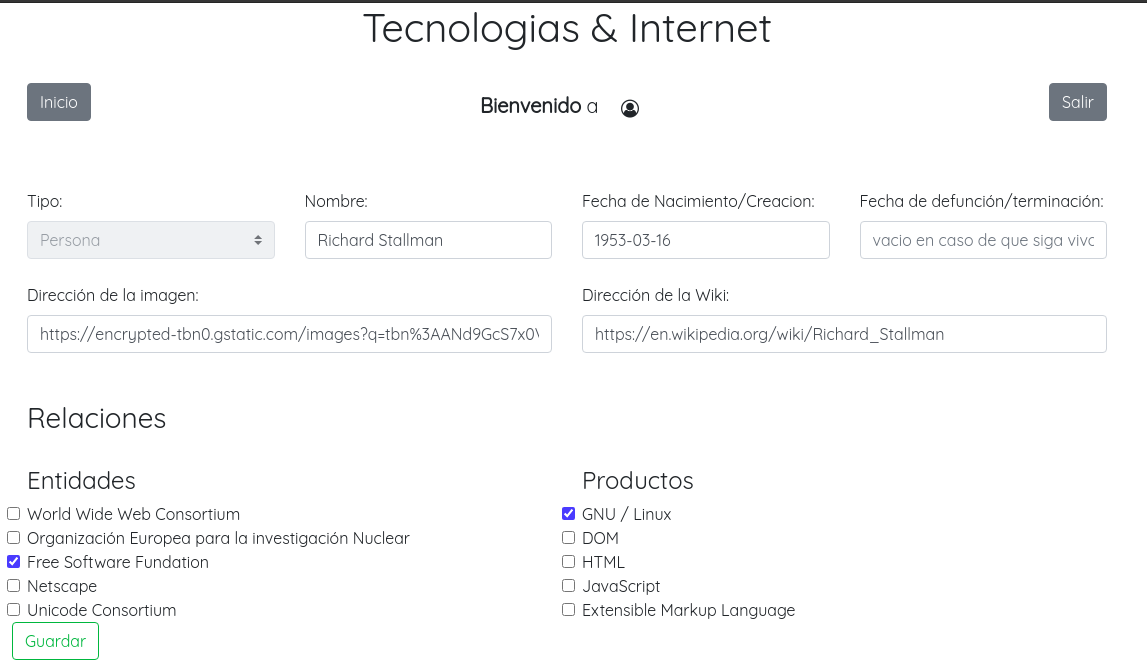 Tecnologias & Internet
Inicio
Bienvenido a
Salir
Tipo:
Nombre:
Fecha de Nacimiento/Creacion:
Fecha de defunción/terminación:
Persona
Richard Stallman
1953-03-16
vacio en caso de que siga vivo
Dirección de la imagen:
Dirección de la Wiki:
https://encrypted-tbn0.gstatic.com/images?q=tbn%3AANd9GcS7x0
https://en.wikipedia.org/wiki/Richard_Stallman
Relaciones
Entidades
Productos
World Wide Web Consortium
GNU / Linux
Organización Europea para la investigación Nuclear
DOM
Free Software Fundation
HTML
Netscape
JavaScript
Unicode Consortium
Extensible Markup Language
Guardar